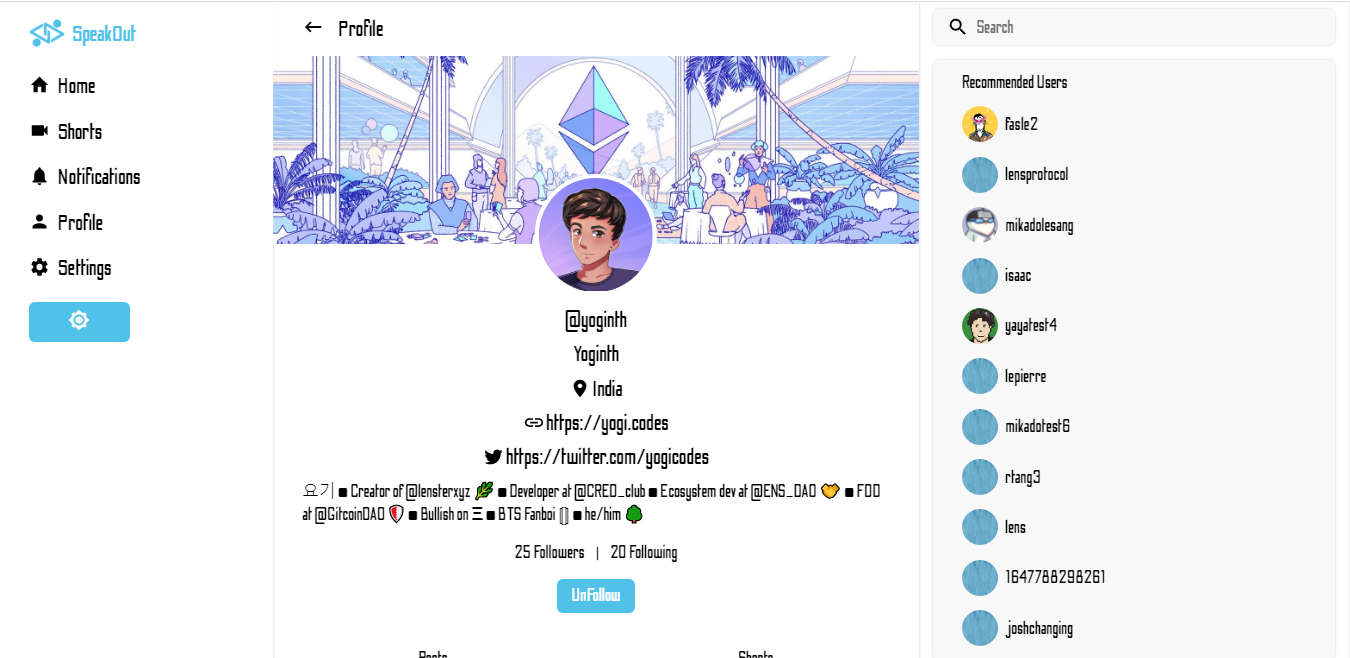 SpeakOut
Home
Shorts
Notifications
Profile
Settings
Profile
@yoginth
Yoginth
India
https://yogi.codes
https://twitter.com/yogicodes
요기 ■ Creator of @lensterxyz 🌿 ■ Developer at @CRED_club ■ Ecosystem dev at @ENS_DAO 🤝 ■ FDD
at @GitcoinDAO 🛡 ■ Bullish on Ξ ■ BTS Fanboi ■ he/him 🌳
25 Followers | 20 Following
UnFollow
Posts Shorts
Search
Recommended Users
fasle2
lensprotocol
mikadolesang
isaac
yayatest4
lepierre
mikadotest6
rtang3
lens
1647788298261
joshchanging